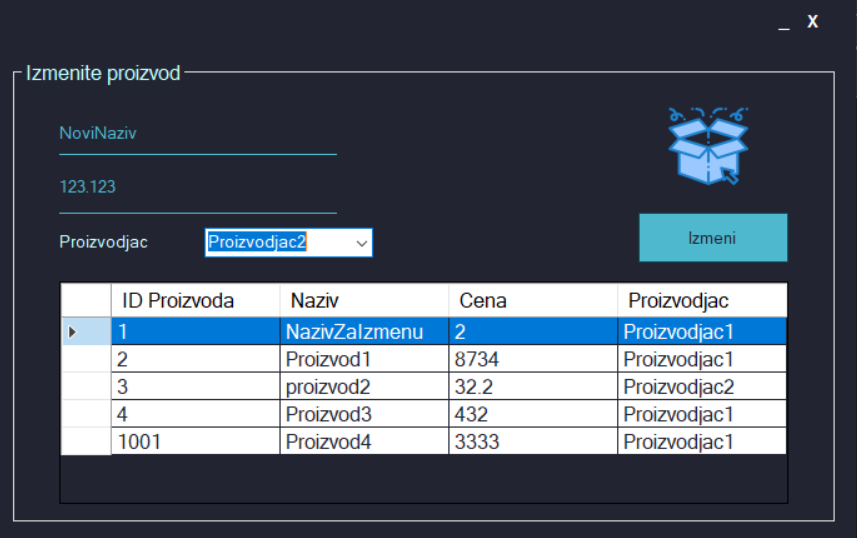 _ X
Izmenite proizvod
NoviNaziv
123.123
Proizvodjac Proizvodjac2
Izmeni
ID Proizvoda Naziv Cena Proizvodjac
1 NazivZaIzmenu 2 Proizvodjac1
2 Proizvod1 8734 Proizvodjac1
3 proizvod2 32.2 Proizvodjac2
4 Proizvod3 432 Proizvodjac1
1001 Proizvod4 3333 Proizvodjac1